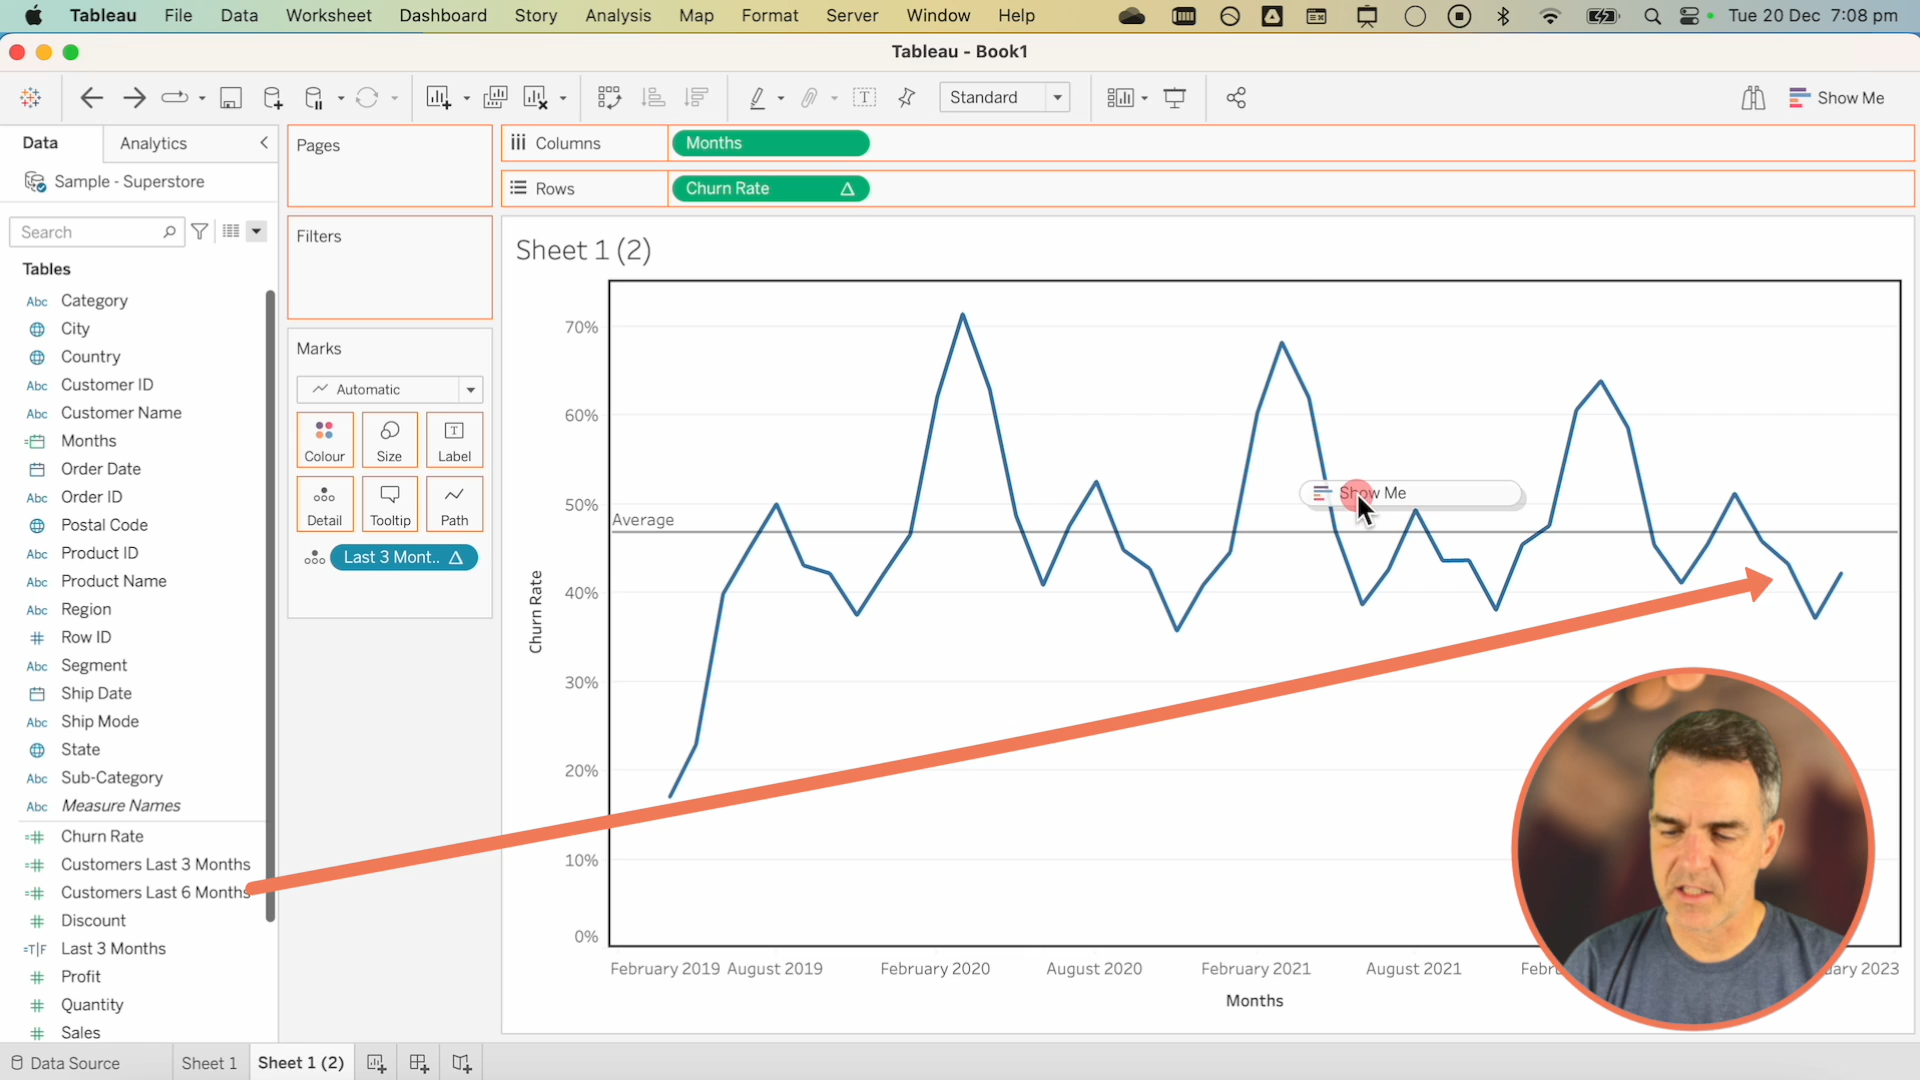 Tableau File Data Worksheet Dashboard Story Analysis Map Format Server Window Help Tue 20 Dec 7:08 pm
Tableau - Book1
Standard
Show Me
Data Analytics
Sample - Superstore
Search
Tables
Abc Category
City
Country
Abc Customer ID
Abc Customer Name
Months
Order Date
Abc Order ID
Postal Code
Abc Product ID
Abc Product Name
Abc Region
# Row ID
Abc Segment
Ship Date
Abc Ship Mode
State
Abc Sub-Category
Abc Measure Names
=# Churn Rate
=# Customers Last 3 Months
=# Customers Last 6 Months
# Discount
=T|F Last 3 Months
# Profit
# Quantity
# Sales
Pages
Filters
Marks
Automatic
Colour Size Label
Detail Tooltip Path
Last 3 Mont.. Δ
Columns Months
Rows Churn Rate Δ
Sheet 1 (2)
70%
60%
50%
40%
30%
20%
10%
0%
Churn Rate
Average
Show Me
February 2019 August 2019 February 2020 August 2020 February 2021 August 2021
2023
Months
Data Source Sheet 1 Sheet 1 (2)